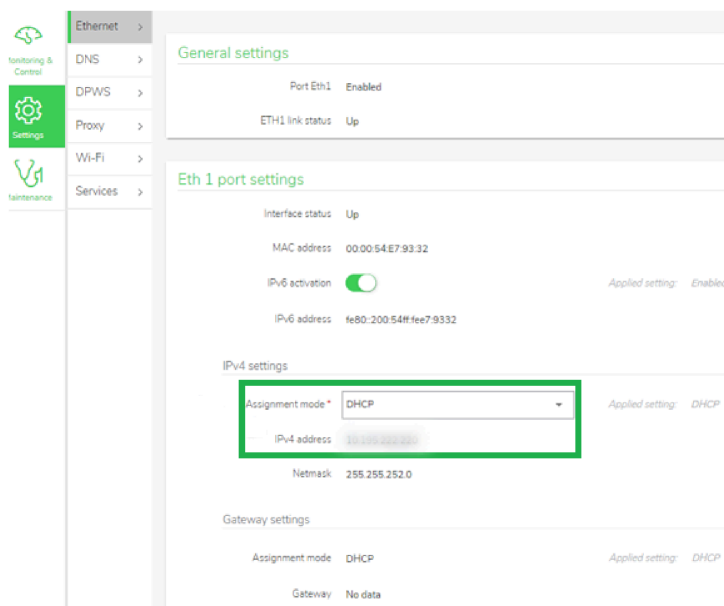 Monitoring &
Control
Settings
Maintenance
Ethernet
DNS
DPWS
Proxy
Wi-Fi
Services
General settings
Port Eth1 Enabled
ETH1 link status Up
Eth 1 port settings
Interface status Up
MAC address 00:00:54:E7:93:32
IPv6 activation Applied setting: Enabled
IPv6 address fe80::200:54ff:fee7:9332
IPv4 settings
Assignment mode * DHCP Applied setting: DHCP
IPv4 address
Netmask 255.255.252.0
Gateway settings
Assignment mode DHCP Applied setting: DHCP
Gateway No data